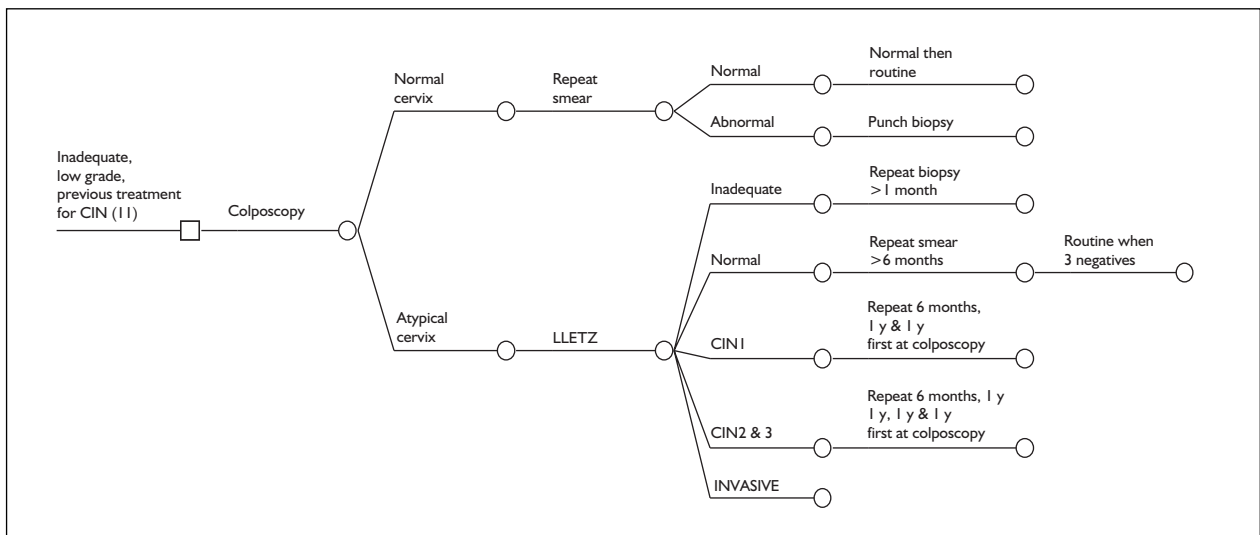 Inadequate,
low grade,
previous treatment
for CIN (11)
Colposcopy
Normal
cervix
Repeat
smear
Normal
Normal then
routine
Abnormal
Punch biopsy
Atypical
cervix
LLETZ
Inadequate
Repeat biopsy
>1 month
Normal
Repeat smear
>6 months
Routine when
3 negatives
CIN1
Repeat 6 months,
1 y & 1 y
first at colposcopy
CIN2 & 3
Repeat 6 months, 1 y
1 y, 1 y & 1 y
first at colposcopy
INVASIVE